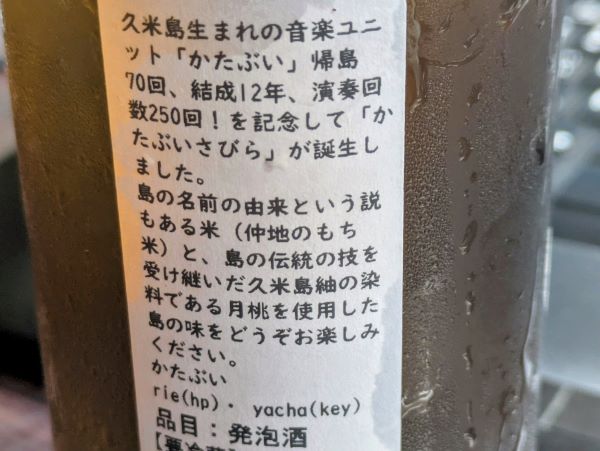 久米島生まれの音楽ユニ
ット「かたぶい」帰島
70回、結成12年、演奏回
数250回！を記念して「か
たぶいさびら」が誕生し
ました。
島の名前の由来という説
もある米（仲地のもち
米）と、島の伝統の技を
受け継いだ久米島紬の染
料である月桃を使用した
島の味をどうぞお楽しみ
ください。
かたぶい
rie(hp)・ yacha(key)
品目：発泡酒
【要冷蔵